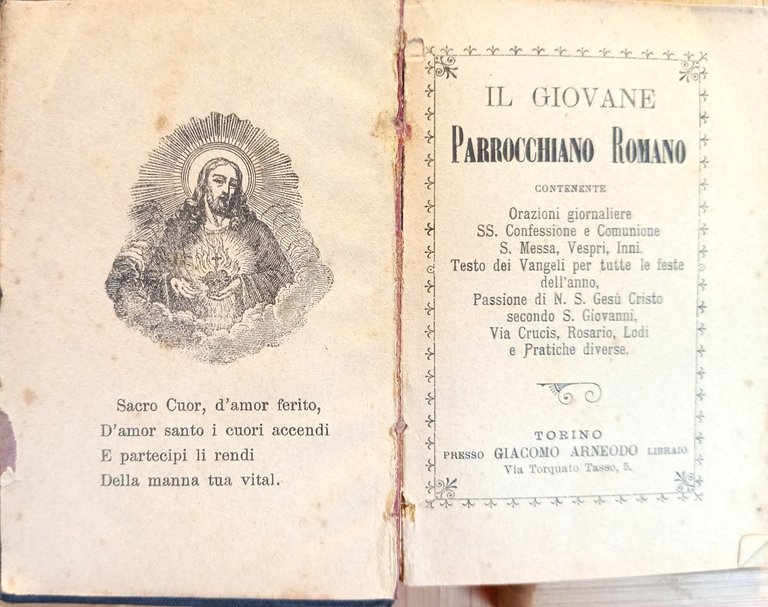 Sacro Cuor, d'amor ferito,
D'amor santo i cuori accendi
E partecipi li rendi
Della manna tua vital.
IL GIOVANE
PARROCCHIANO ROMANO
CONTENENTE
Orazioni giornaliere
SS. Confessione e Comunione
S. Messa, Vespri, Inni.
Testo dei Vangeli per tutte le feste
dell'anno,
Passione di N. S. Gesù Cristo
secondo S. Giovanni,
Via Crucis, Rosario, Lodi
e Pratiche diverse.
TORINO
PRESSO GIACOMO ARNEODO LIBRAIO
Via Torquato Tasso, 5.